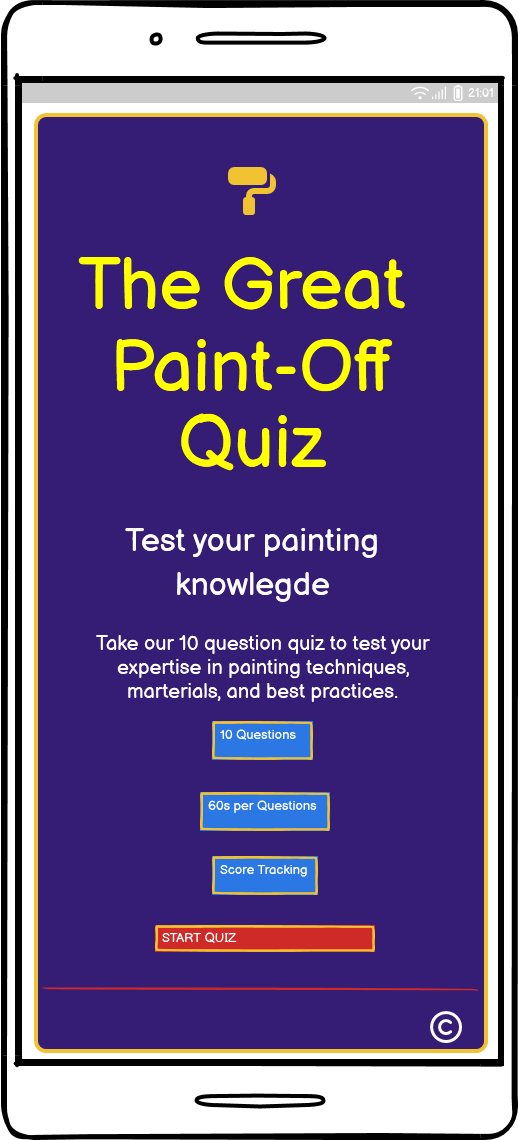 21:01
The Great
Paint-Off
Quiz
Test your painting
knowlegde
Take our 10 question quiz to test your
expertise in painting techniques,
marterials, and best practices.
10 Questions
60s per Questions
Score Tracking
START QUIZ
©